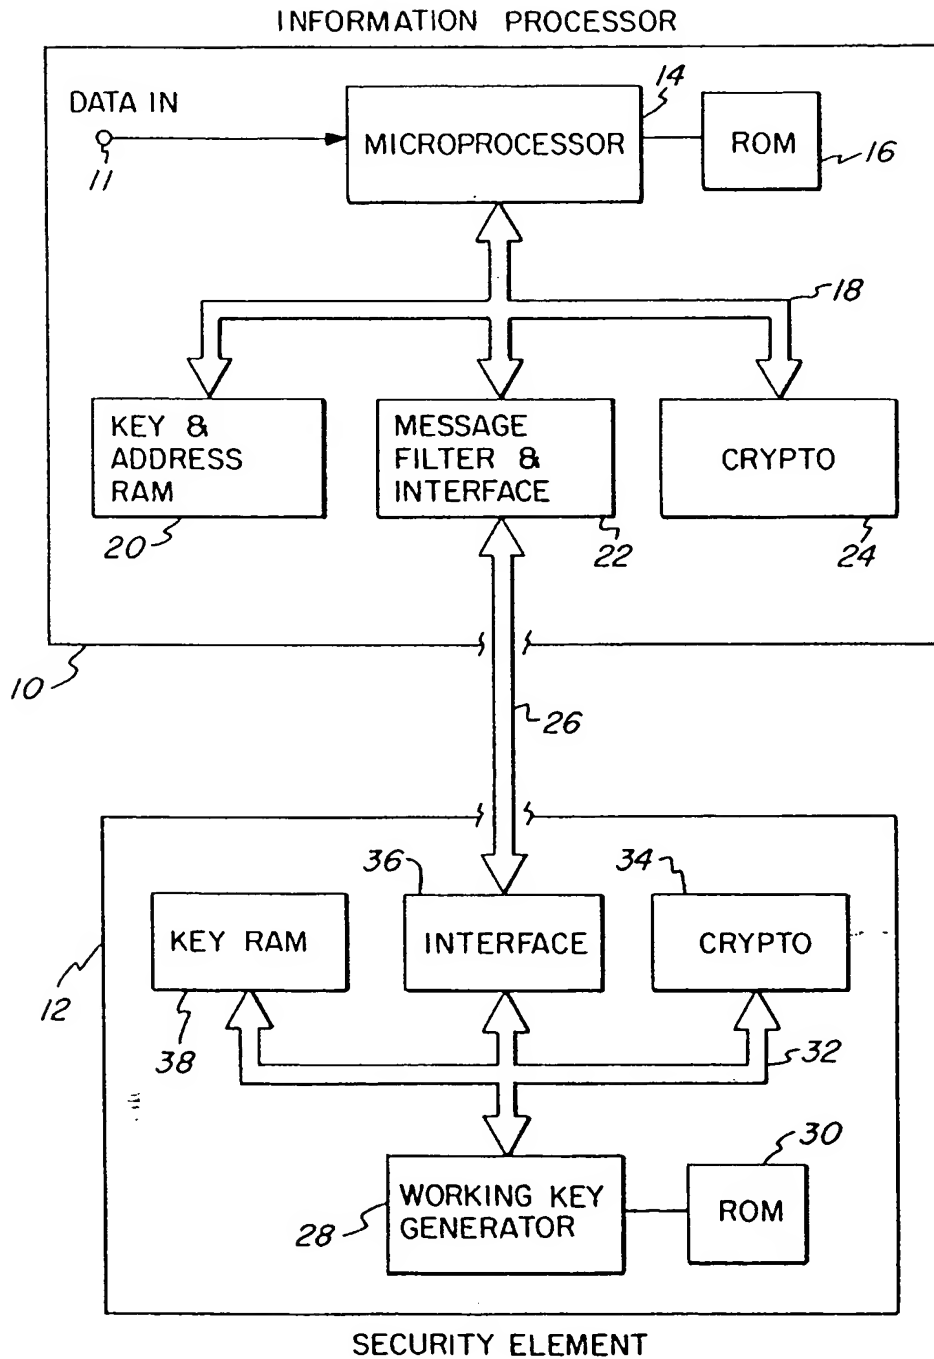 INFORMATION PROCESSOR
DATA IN
11
MICROPROCESSOR
14
ROM
16
18
KEY &
ADDRESS
RAM
20
MESSAGE
FILTER &
INTERFACE
22
CRYPTO
24
10
26
12
KEY RAM
38
36
INTERFACE
34
CRYPTO
32
WORKING KEY
GENERATOR
28
30
ROM
SECURITY ELEMENT